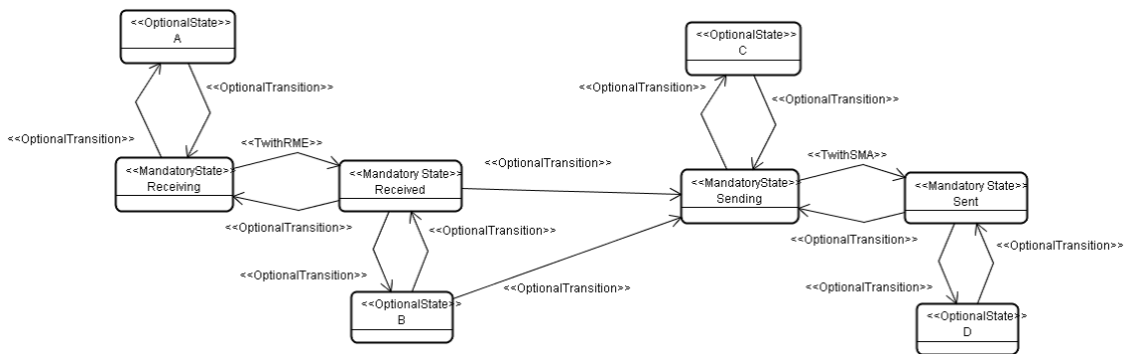 <<OptionalState>>
A
<<OptionalState>>
C
<<OptionalTransition>>
<<OptionalTransition>>
<<OptionalTransition>>
<<OptionalTransition>>
<<TwithRME>>
<<TwithSMA>>
<<MandatoryState>>
Receiving
<<Mandatory State>>
Received
<<OptionalTransition>>
<<MandatoryState>>
Sending
<<Mandatory State>>
Sent
<<OptionalTransition>>
<<OptionalTransition>>
<<OptionalTransition>>
<<OptionalTransition>>
<<OptionalTransition>>
<<OptionalTransition>>
<<OptionalTransition>>
<<OptionalState>>
B
<<OptionalState>>
D